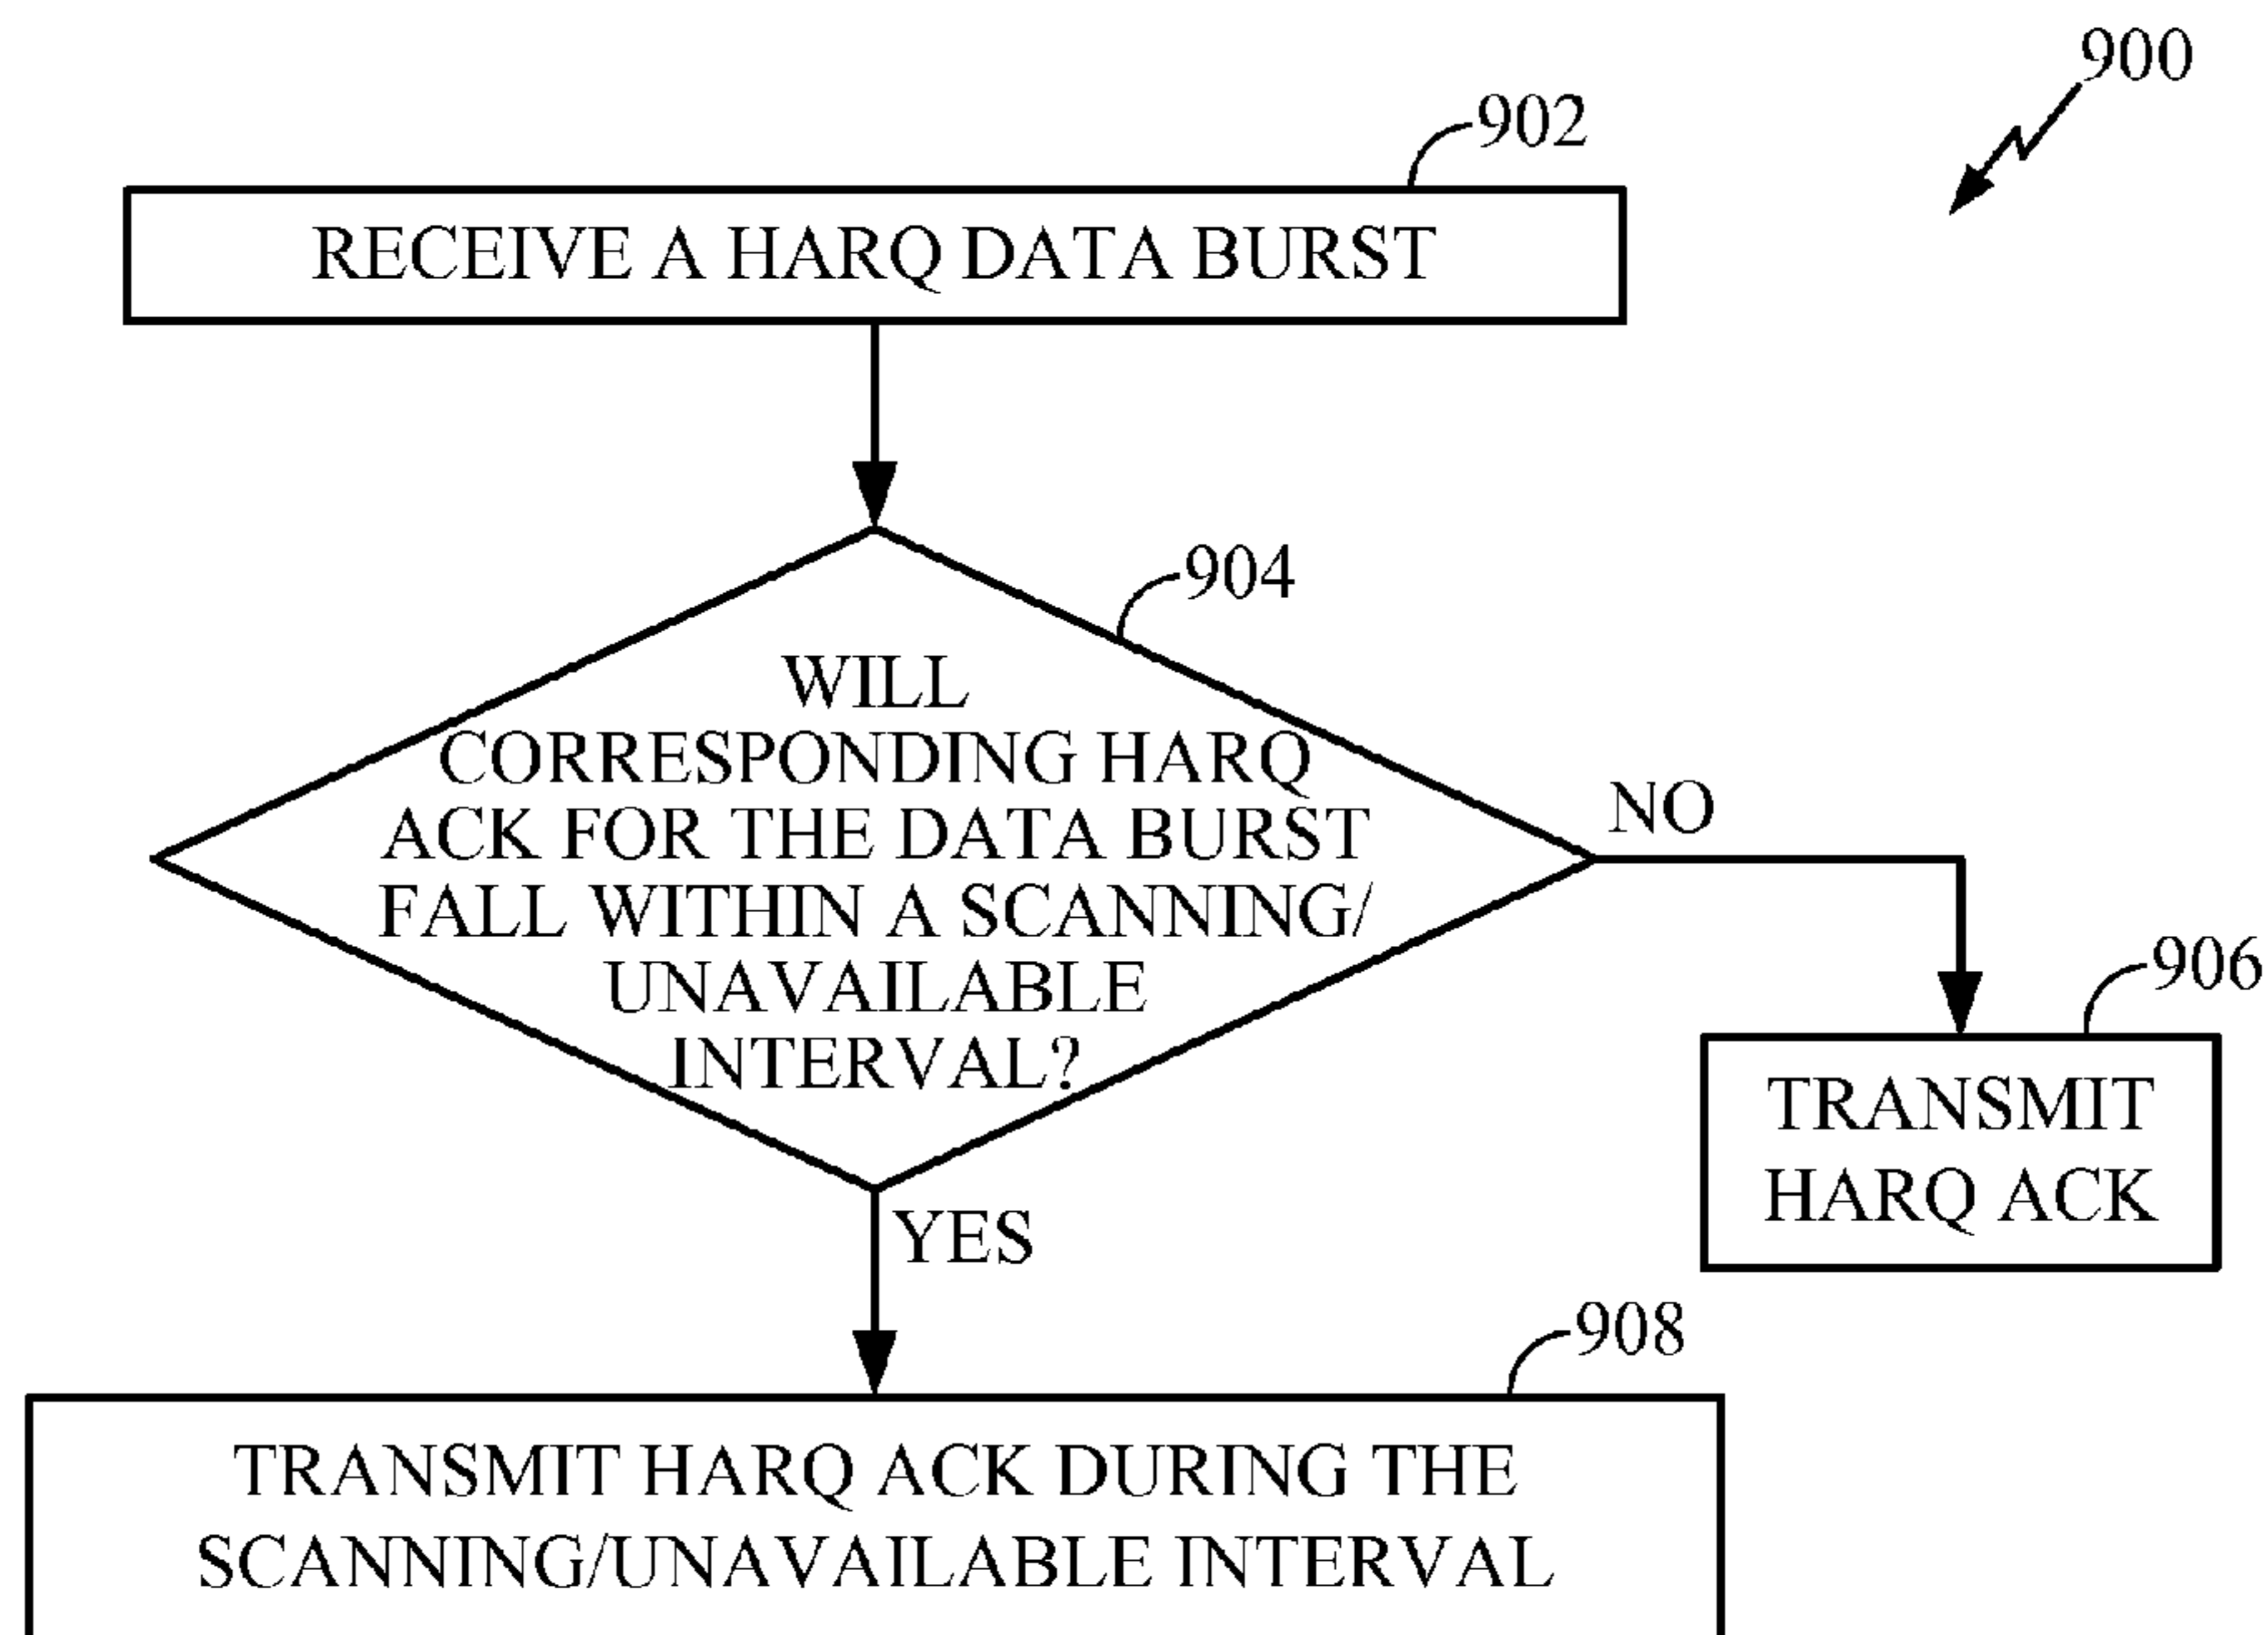 900
902
RECEIVE A HARQ DATA BURST
904
WILL
CORRESPONDING HARQ
ACK FOR THE DATA BURST
FALL WITHIN A SCANNING/
UNAVAILABLE
INTERVAL?
NO
906
TRANSMIT
HARQ ACK
YES
908
TRANSMIT HARQ ACK DURING THE
SCANNING/UNAVAILABLE INTERVAL